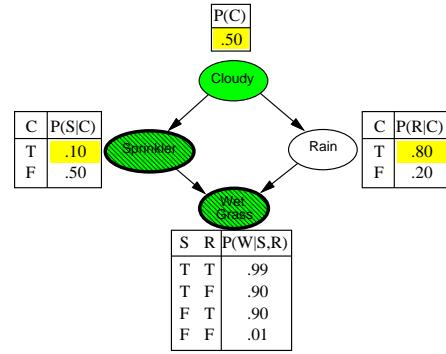 P(C)
.50
Cloudy
C P(S|C)
T .10
F .50
Sprinkler
Rain
C P(R|C)
T .80
F .20
Wet
Grass
S R P(W|S,R)
T T .99
T F .90
F T .90
F F .01